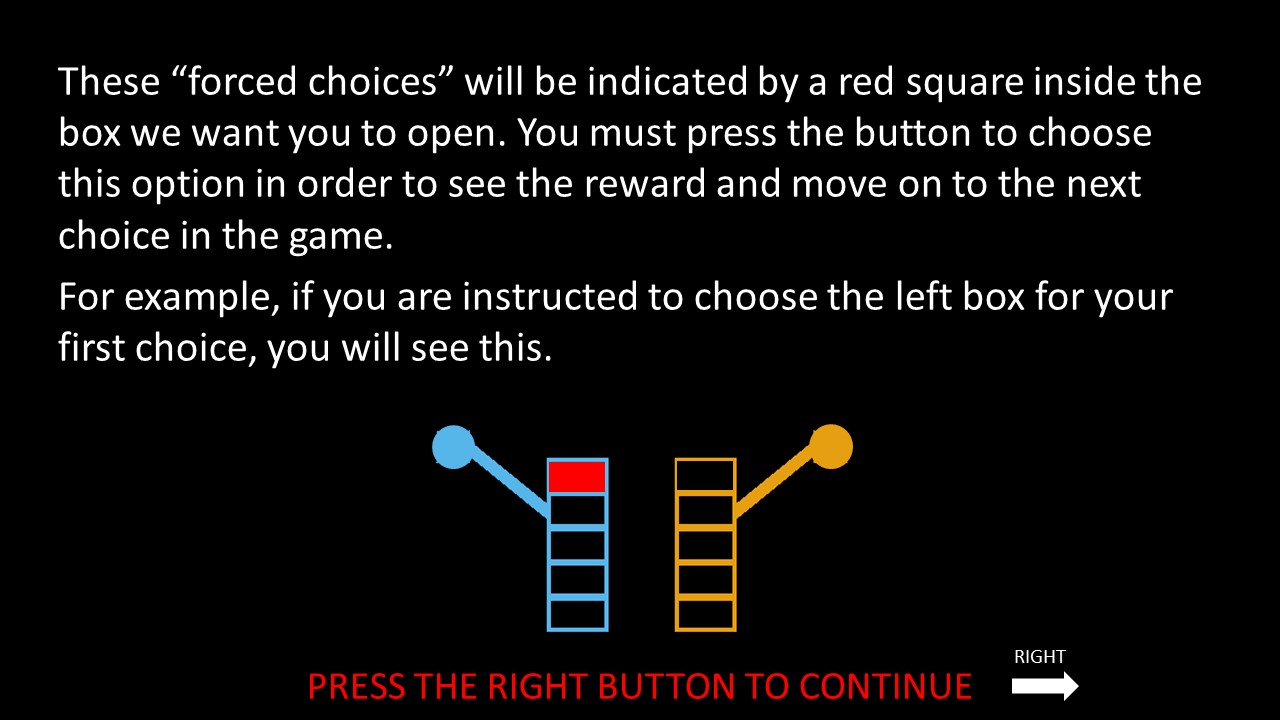 These “forced choices” will be indicated by a red square inside the
box we want you to open. You must press the button to choose
this option in order to see the reward and move on to the next
choice in the game.
For example, if you are instructed to choose the left box for your
first choice, you will see this.
RIGHT
PRESS THE RIGHT BUTTON TO CONTINUE